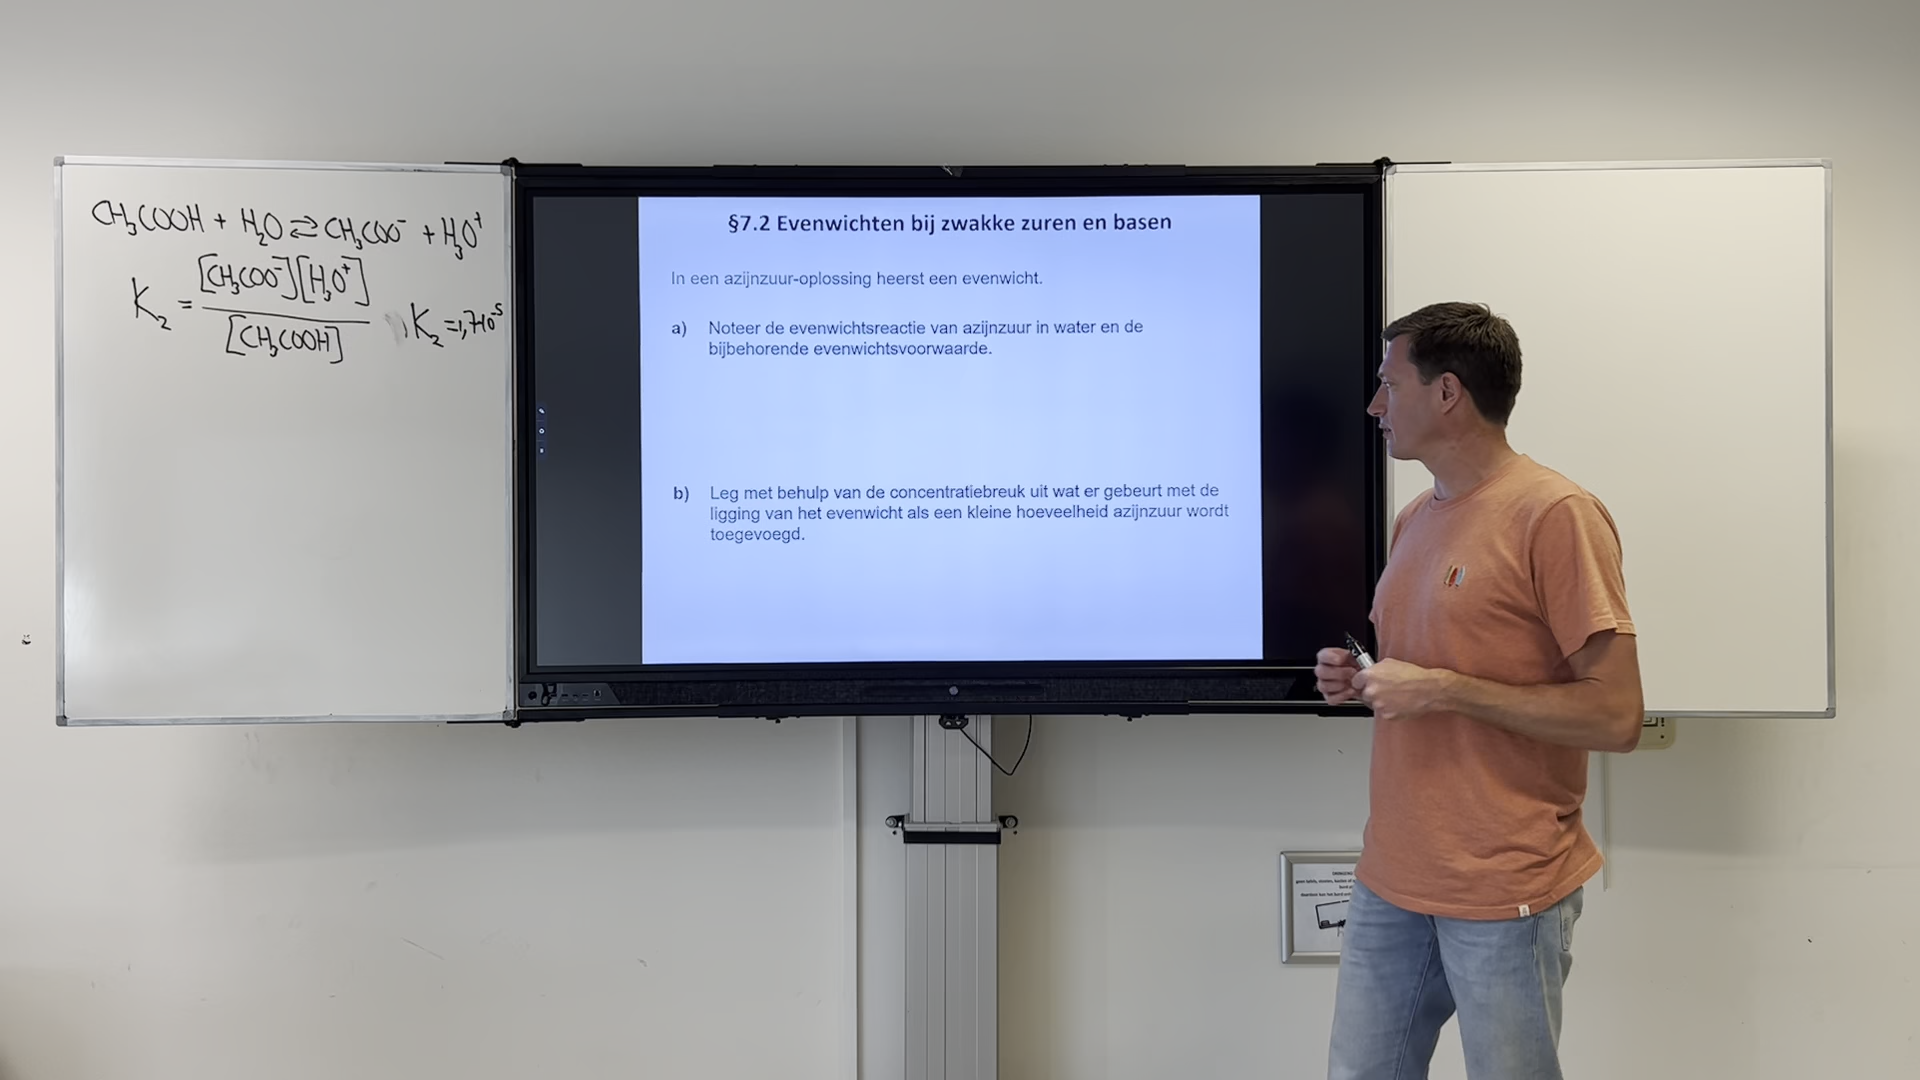 CH₃COOH + H₂O ⇌ CH₃COO⁻ + H₃O⁺
K₂ = [CH₃COO⁻][H₃O⁺] / [CH₃COOH] , K₂ = 1,7·10⁻⁵
§7.2 Evenwichten bij zwakke zuren en basen
In een azijnzuur-oplossing heerst een evenwicht.
a) Noteer de evenwichtsreactie van azijnzuur in water en de
bijbehorende evenwichtsvoorwaarde.
b) Leg met behulp van de concentratiebreuk uit wat er gebeurt met de
ligging van het evenwicht als een kleine hoeveelheid azijnzuur wordt
toegevoegd.